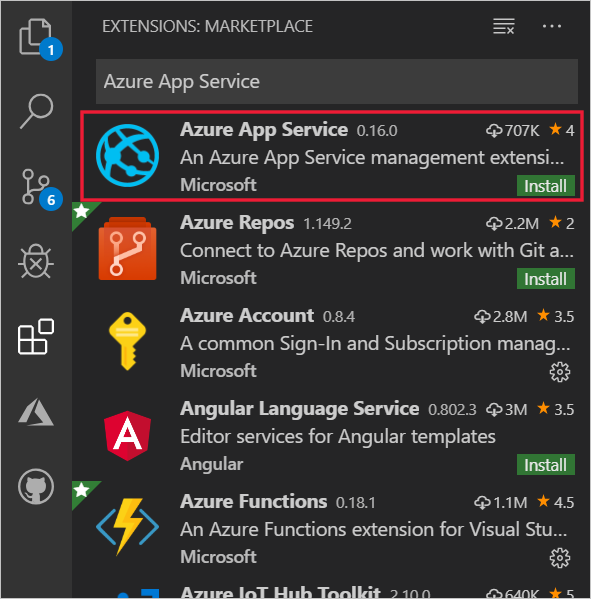 EXTENSIONS: MARKETPLACE
1
Azure App Service
Azure App Service 0.16.0 707K 4
An Azure App Service management extensi...
Microsoft Install
6
Azure Repos 1.149.2 2.2M 2
Connect to Azure Repos and work with Git a...
Microsoft Install
Azure Account 0.8.4 2.8M 3.5
A common Sign-In and Subscription manag...
Microsoft
A
Angular Language Service 0.802.3 3M 3.5
Editor services for Angular templates
Angular Install
Azure Functions 0.18.1 1.1M 4.5
An Azure Functions extension for Visual Stu...
Microsoft
Azure IoT Hub Toolkit 2.10.0 640K 5